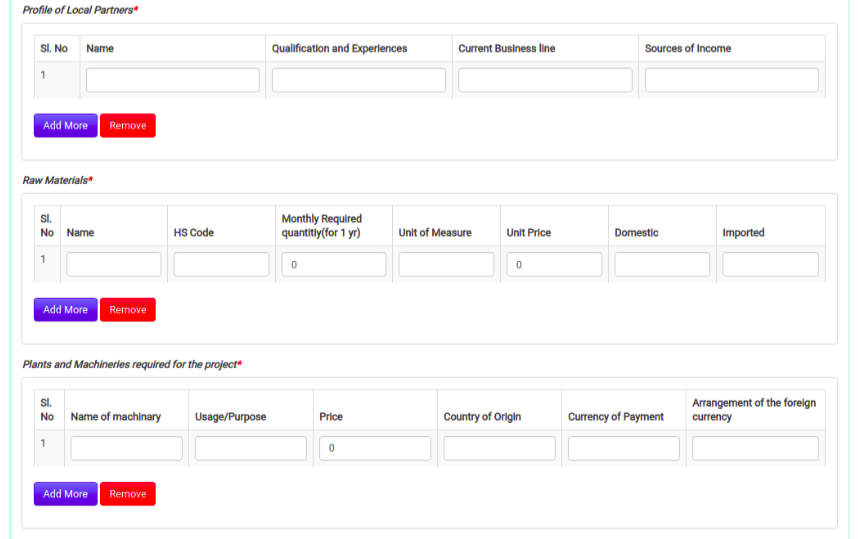 Profile of Local Partners*
Sl. No Name Qualification and Experiences Current Business line Sources of Income
1
Add More Remove
Raw Materials*
Sl. No Name HS Code Monthly Required quantitiy(for 1 yr) Unit of Measure Unit Price Domestic Imported
1 0 0
Add More Remove
Plants and Machineries required for the project*
Sl. No Name of machinary Usage/Purpose Price Country of Origin Currency of Payment Arrangement of the foreign currency
1 0
Add More Remove